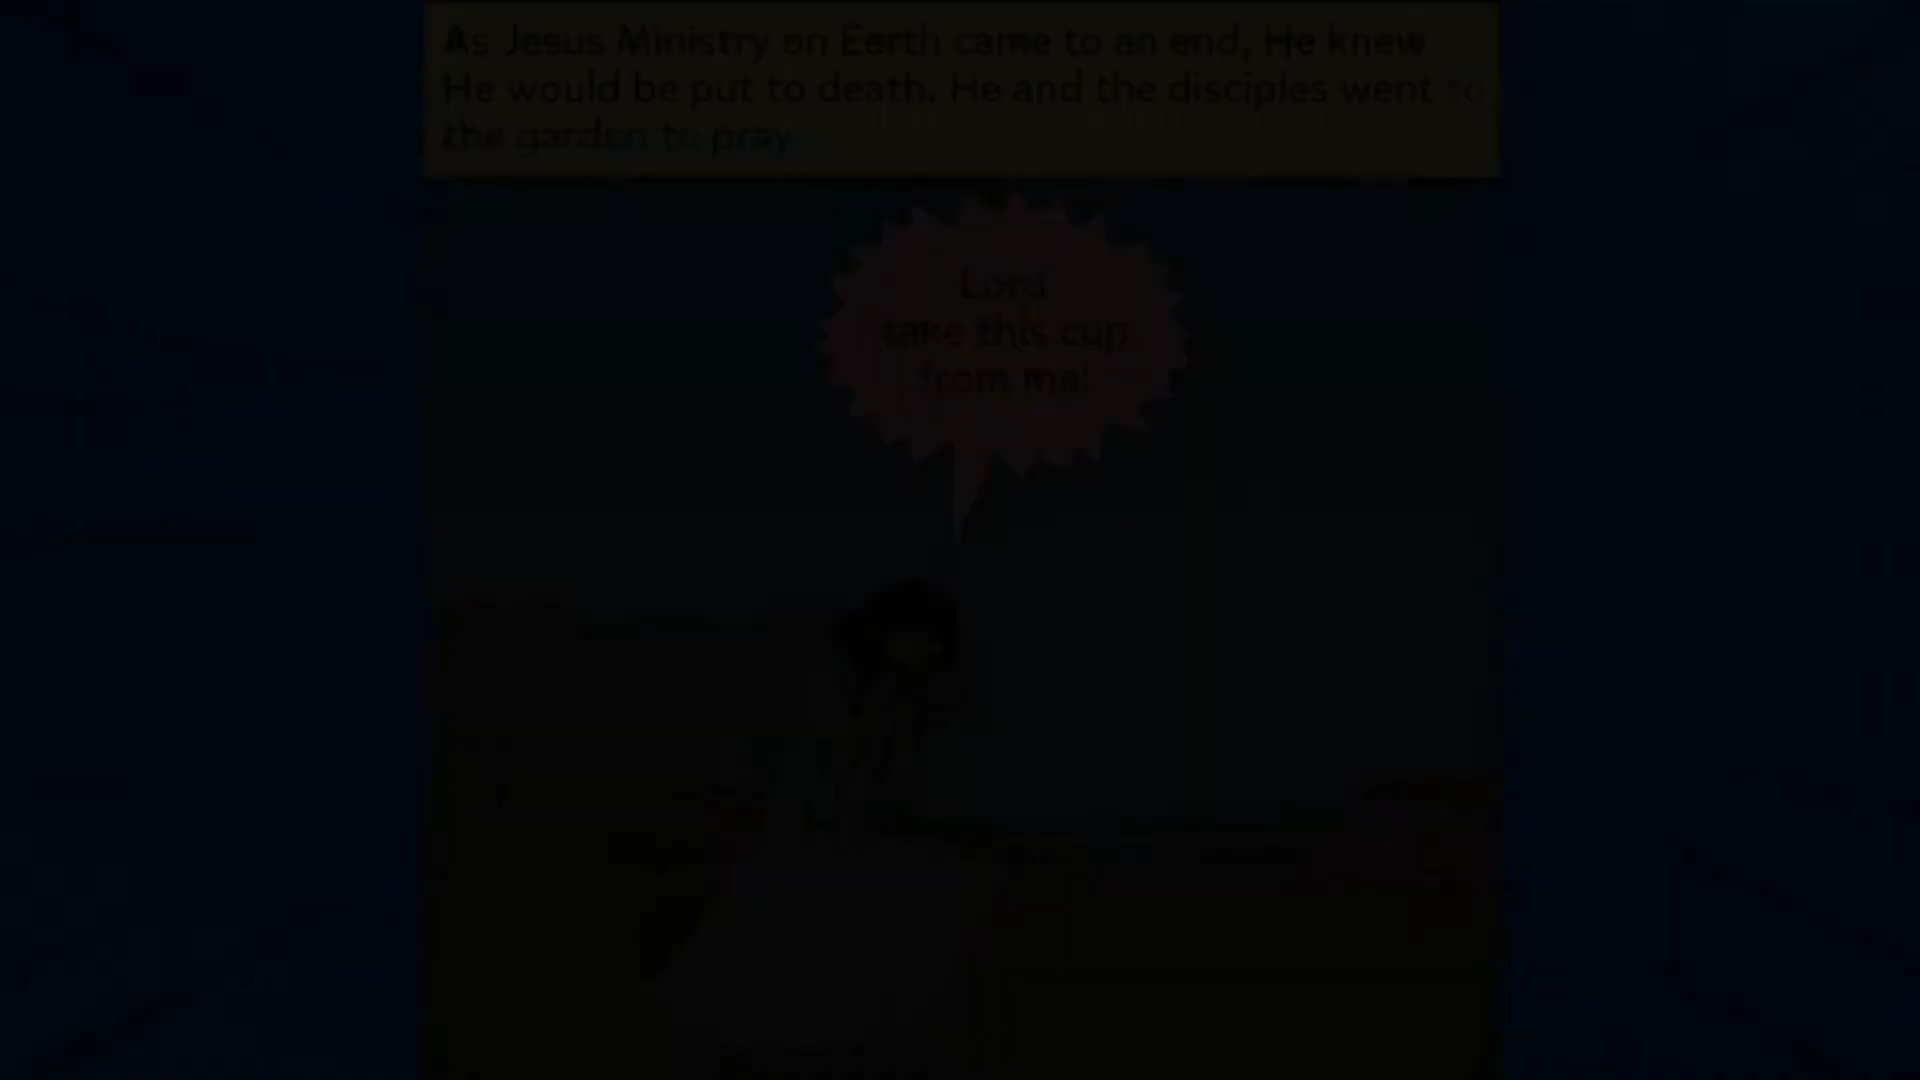 As Jesus Ministry on Earth came to an end, He knew
He would be put to death. He and the disciples went to
the garden to pray
Lord
take this cup
from me!